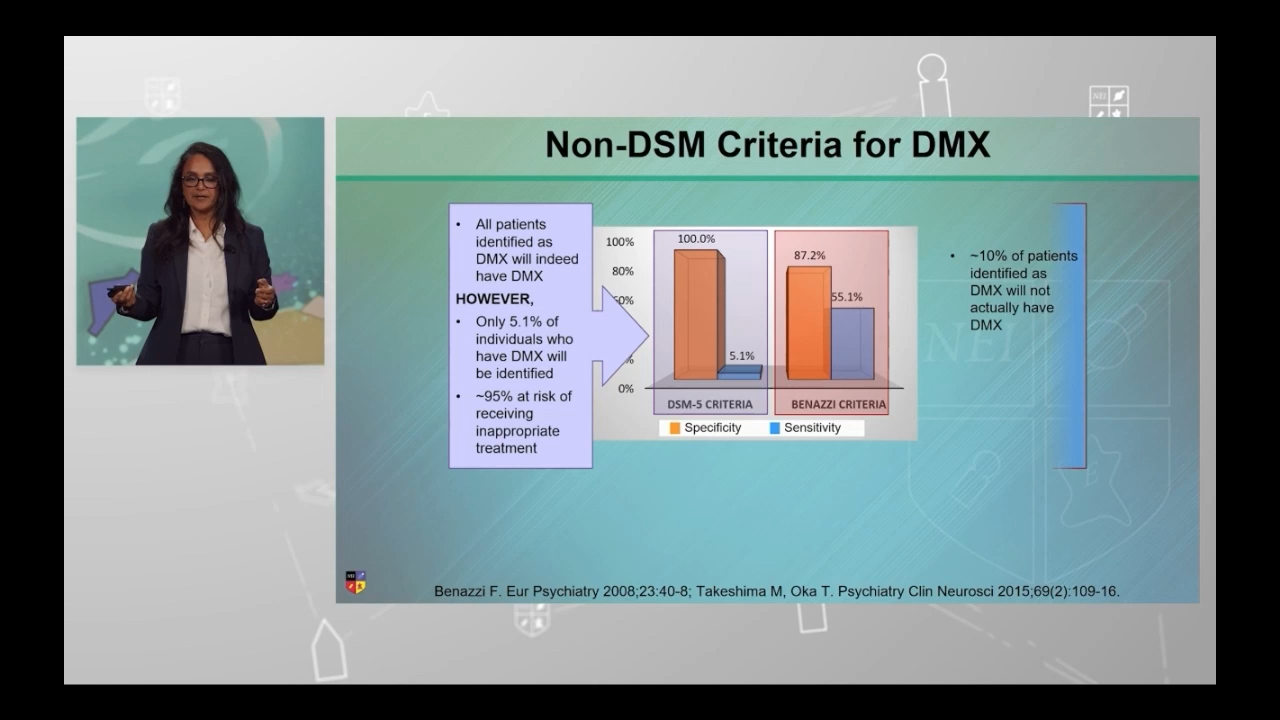 Non-DSM Criteria for DMX
• All patients
identified as
DMX will indeed
have DMX
HOWEVER,
• Only 5.1% of
individuals who
have DMX will
be identified
• ~95% at risk of
receiving
inappropriate
treatment
100%
80%
0%
100.0%
5.1%
87.2%
55.1%
DSM-5 CRITERIA
BENAZZI CRITERIA
Specificity
Sensitivity
• ~10% of patients
identified as
DMX will not
actually have
DMX
NEI
NEI
Benazzi F. Eur Psychiatry 2008;23:40-8; Takeshima M, Oka T. Psychiatry Clin Neurosci 2015;69(2):109-16.